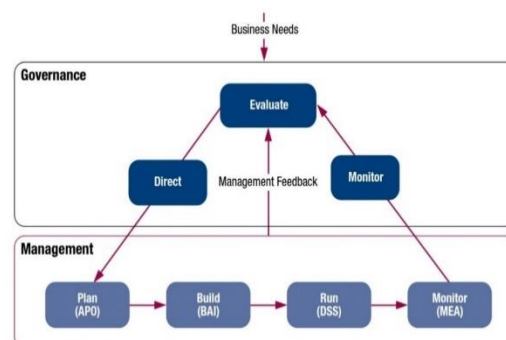 Business Needs
Governance
Evaluate
Direct
Management Feedback
Monitor
Management
Plan
(APO)
Build
(BAI)
Run
(DSS)
Monitor
(MEA)